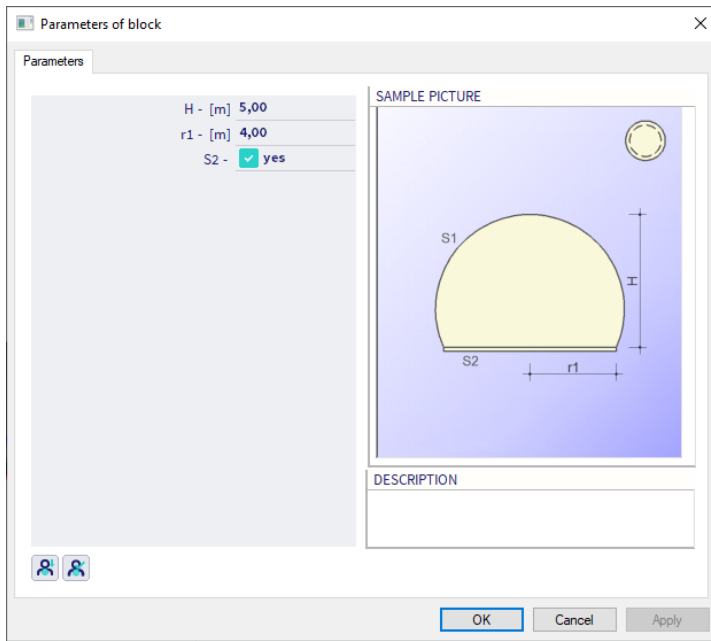 Parameters of block
Parameters
H - [m] 5,00
r1 - [m] 4,00
S2 - yes
SAMPLE PICTURE
S1
H
S2
r1
DESCRIPTION
OK
Cancel
Apply